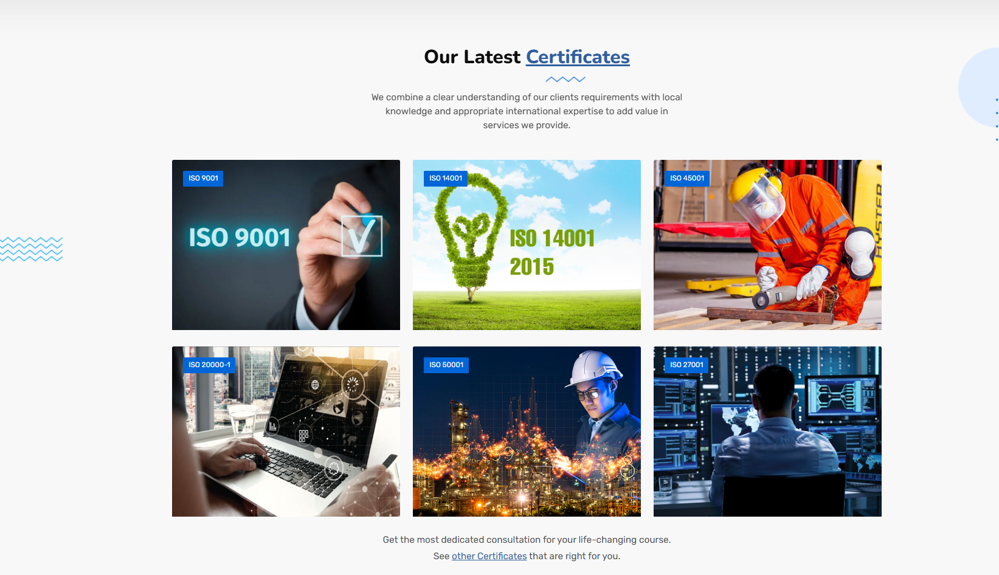 Our Latest Certificates
We combine a clear understanding of our clients requirements with local
knowledge and appropriate international expertise to add value in
services we provide.
ISO 9001
ISO 9001
ISO 14001
ISO 14001
2015
ISO 45001
HYSTER
ISO 20000-1
ISO 50001
ISO 27001
Get the most dedicated consultation for your life-changing course.
See other Certificates that are right for you.